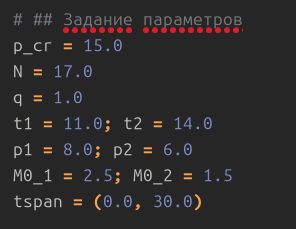 # ## Задание параметров
p_cr = 15.0
N = 17.0
q = 1.0
t1 = 11.0; t2 = 14.0
p1 = 8.0; p2 = 6.0
M0_1 = 2.5; M0_2 = 1.5
tspan = (0.0, 30.0)